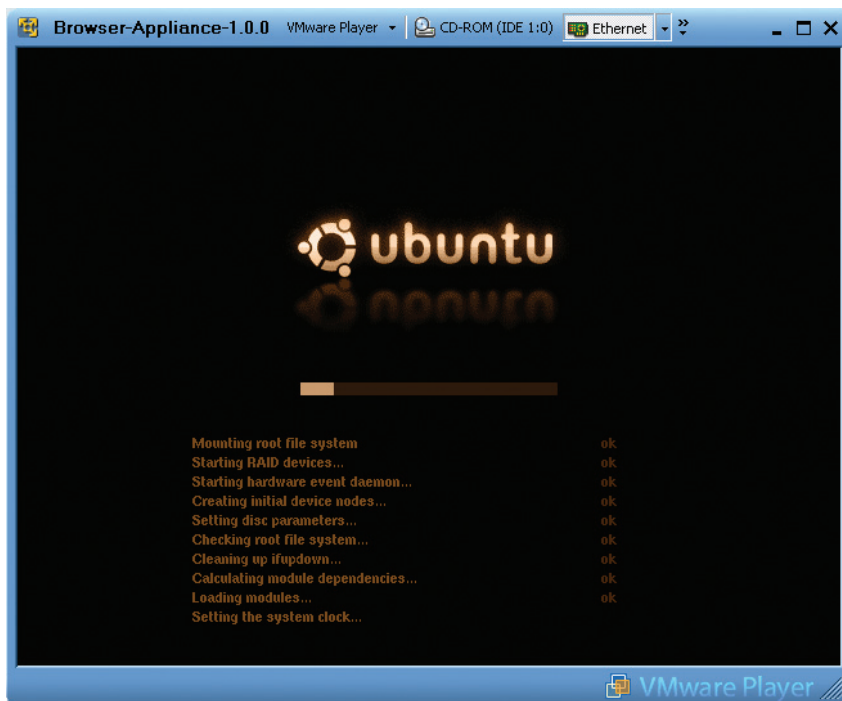 Browser-Appliance-1.0.0 VMware Player CD-ROM (IDE 1:0) Ethernet
ubuntu
Mounting root file system ok
Starting RAID devices... ok
Starting hardware event daemon... ok
Creating initial device nodes... ok
Setting disc parameters... ok
Checking root file system... ok
Cleaning up ifupdown... ok
Calculating module dependencies... ok
Loading modules... ok
Setting the system clock...
VMware Player